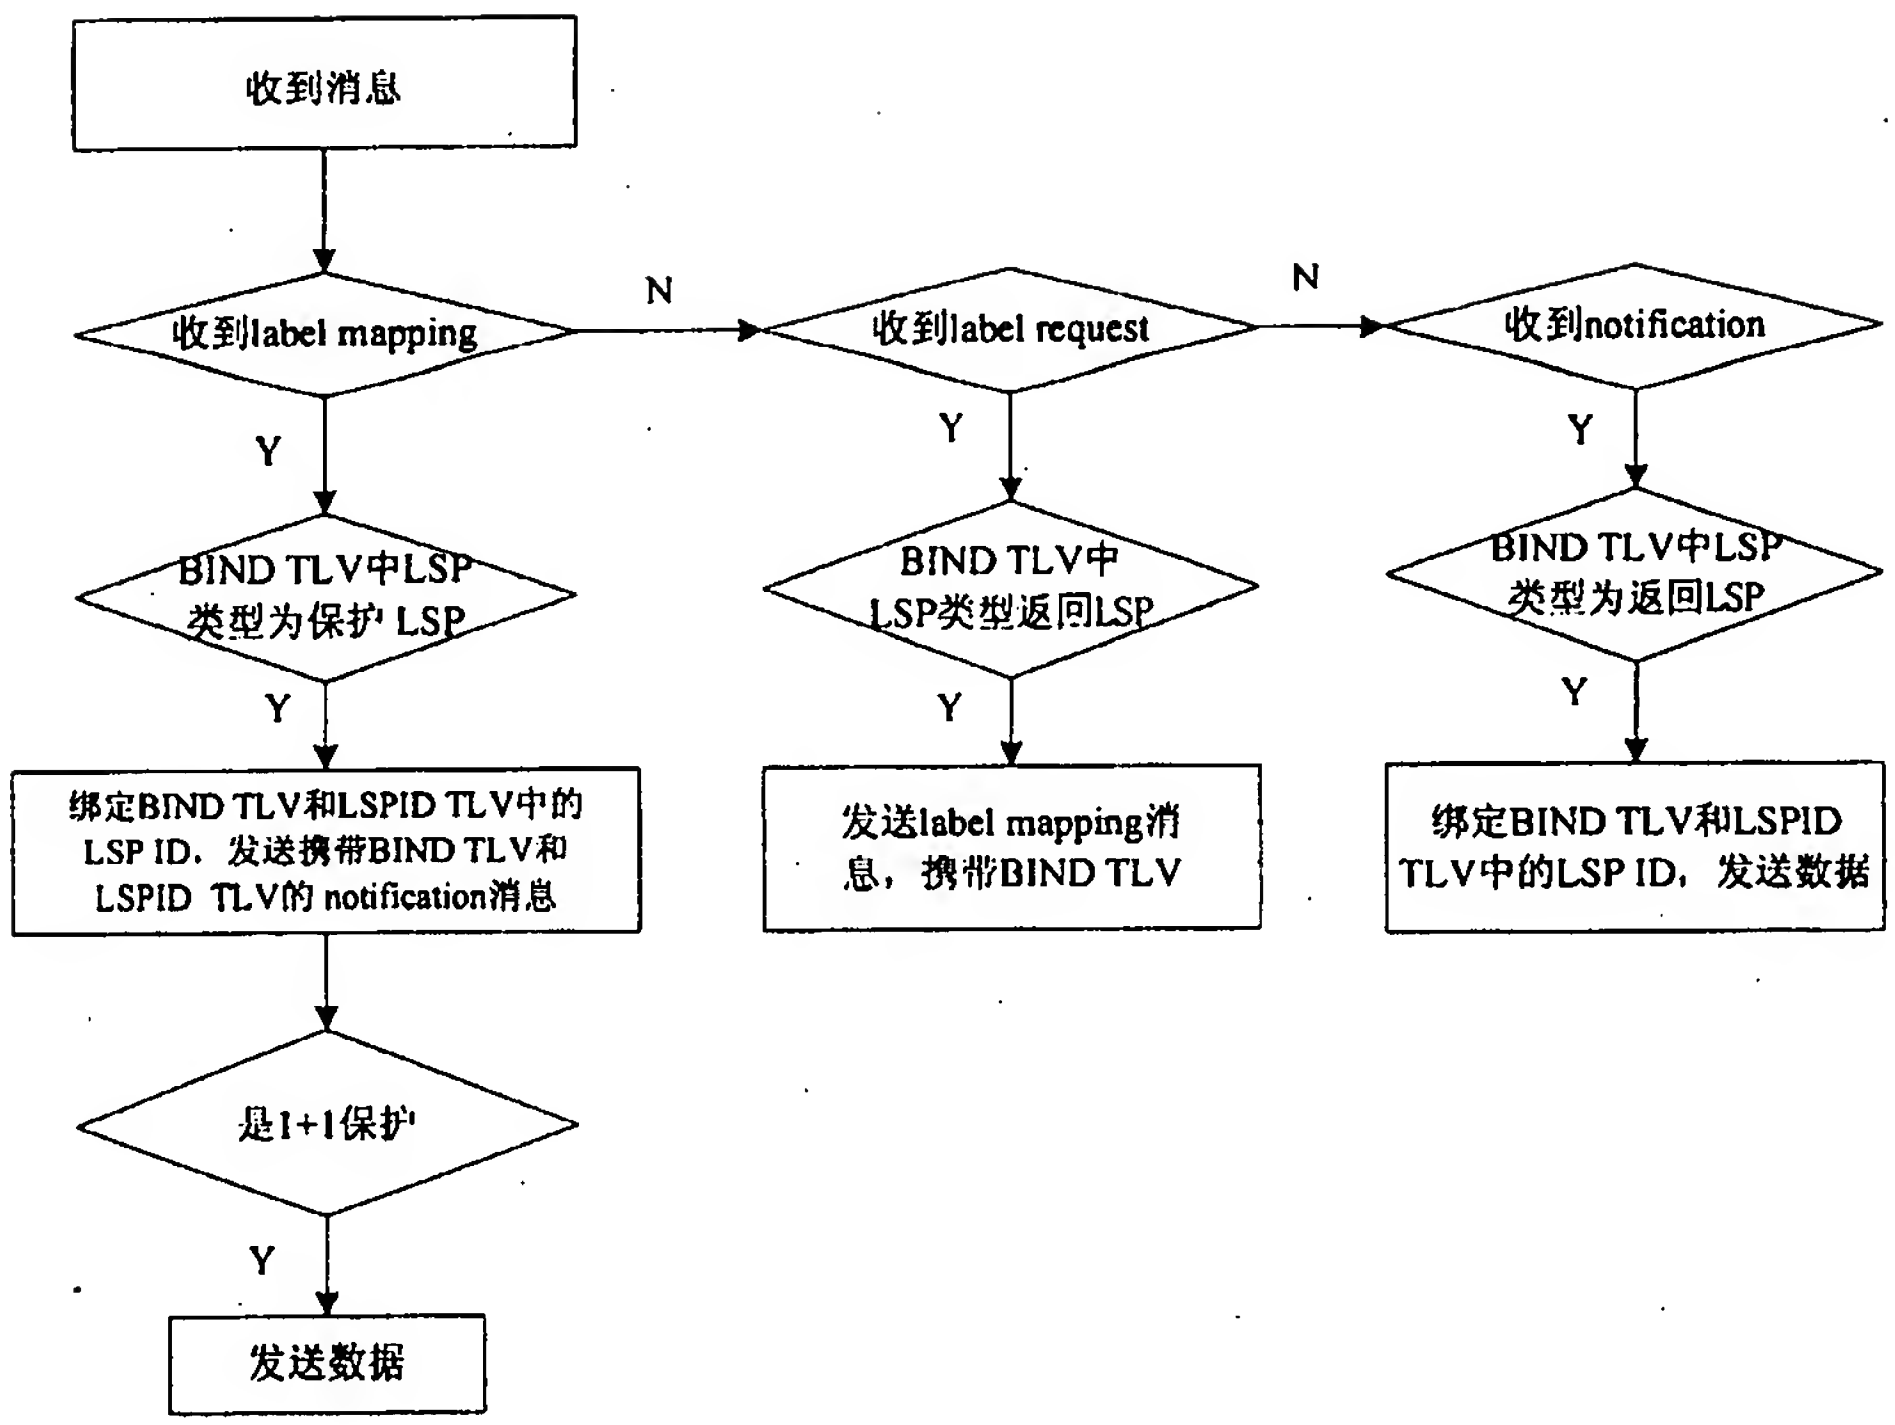 收到消息
收到label mapping
N
收到label request
N
收到notification
Y
Y
Y
BIND TLV中LSP
类型为保护 LSP
BIND TLV中
LSP类型返回LSP
BIND TLV中LSP
类型为返回LSP
Y
Y
Y
绑定BIND TLV和LSPID TLV中的
LSP ID，发送携带BIND TLV和
LSPID TLV的 notification消息
发送label mapping消
息，携带BIND TLV
绑定BIND TLV和LSPID
TLV中的LSP ID，发送数据
是1+1保护
Y
发送数据